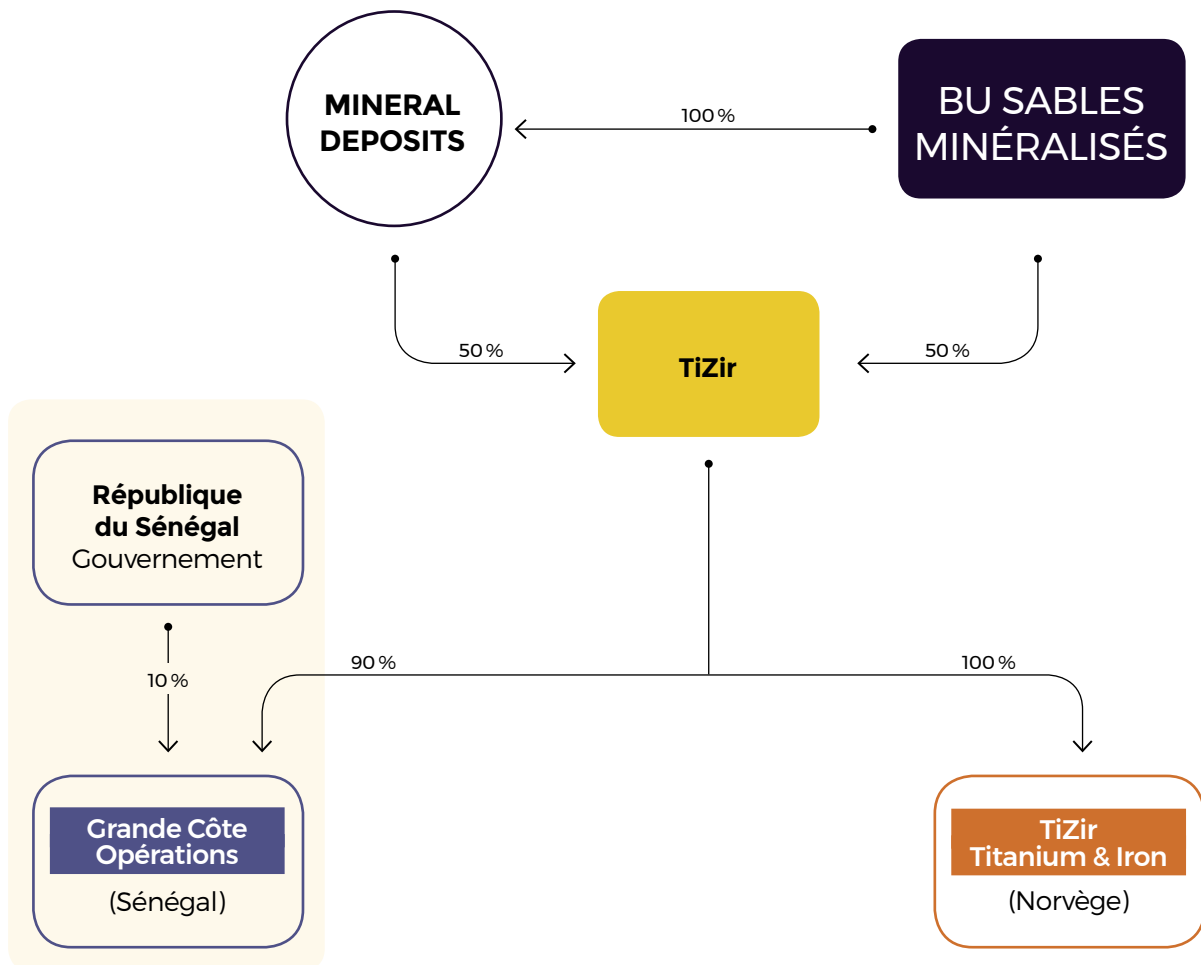 MINERAL
DEPOSITS
100 %
BU SABLES
MINÉRALISÉS
50 %
TiZir
50 %
République
du Sénégal
Gouvernement
10 %
90 %
100 %
Grande Côte
Opérations
(Sénégal)
TiZir
Titanium & Iron
(Norvège)